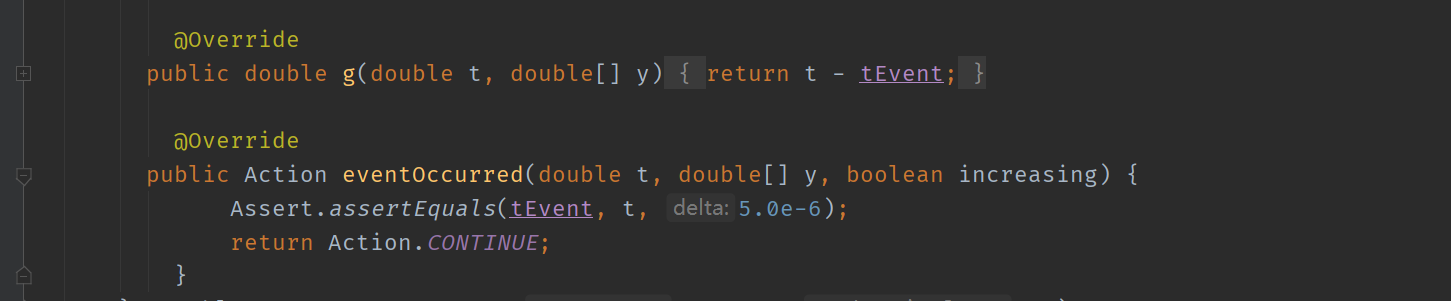 @Override
public double g(double t, double[] y) { return t - tEvent; }
@Override
public Action eventOccurred(double t, double[] y, boolean increasing) {
Assert.assertEquals(tEvent, t, delta: 5.0e-6);
return Action.CONTINUE;
}